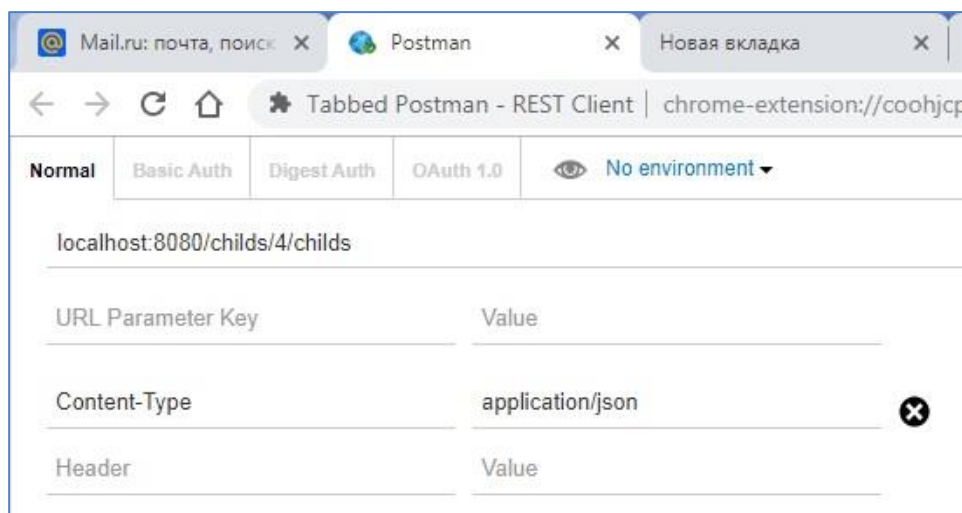 Mail.ru: почта, поиск
Postman
Новая вкладка
Tabbed Postman - REST Client | chrome-extension://coohjcp
Normal Basic Auth Digest Auth OAuth 1.0 No environment
localhost:8080/childs/4/childs
URL Parameter Key Value
Content-Type application/json
Header Value